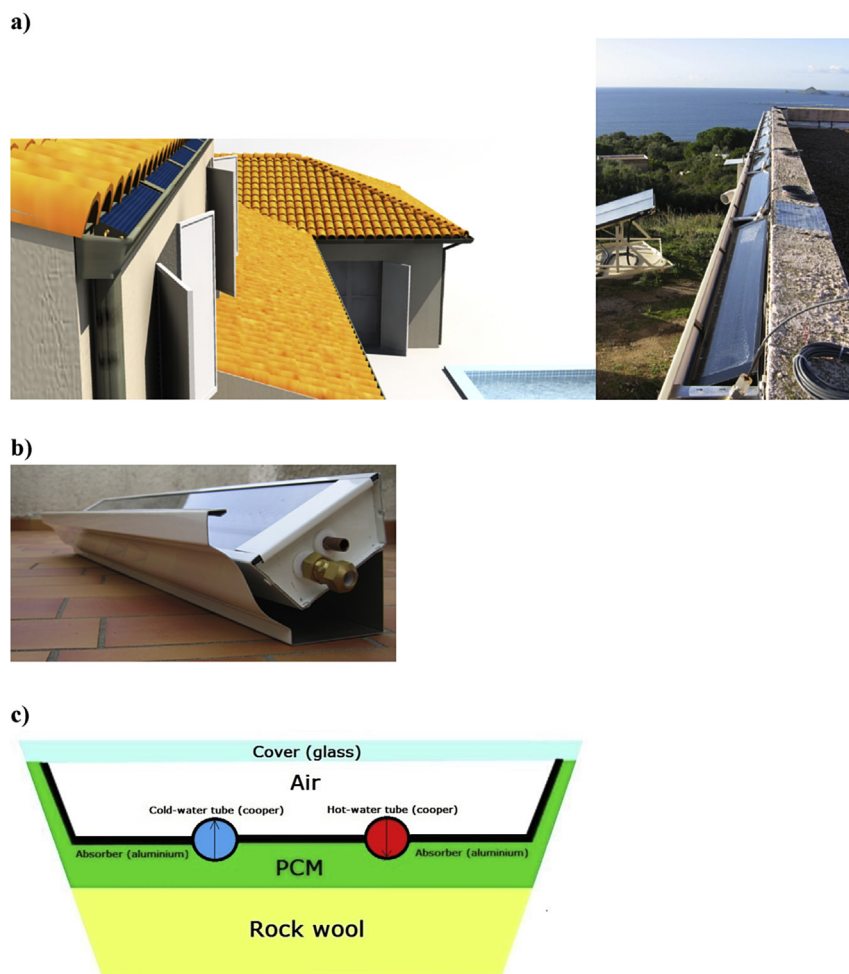 a)
b)
c)
Cover (glass)
Air
Cold-water tube (cooper)
Hot-water tube (cooper)
Absorber (aluminium)
Absorber (aluminium)
PCM
Rock wool